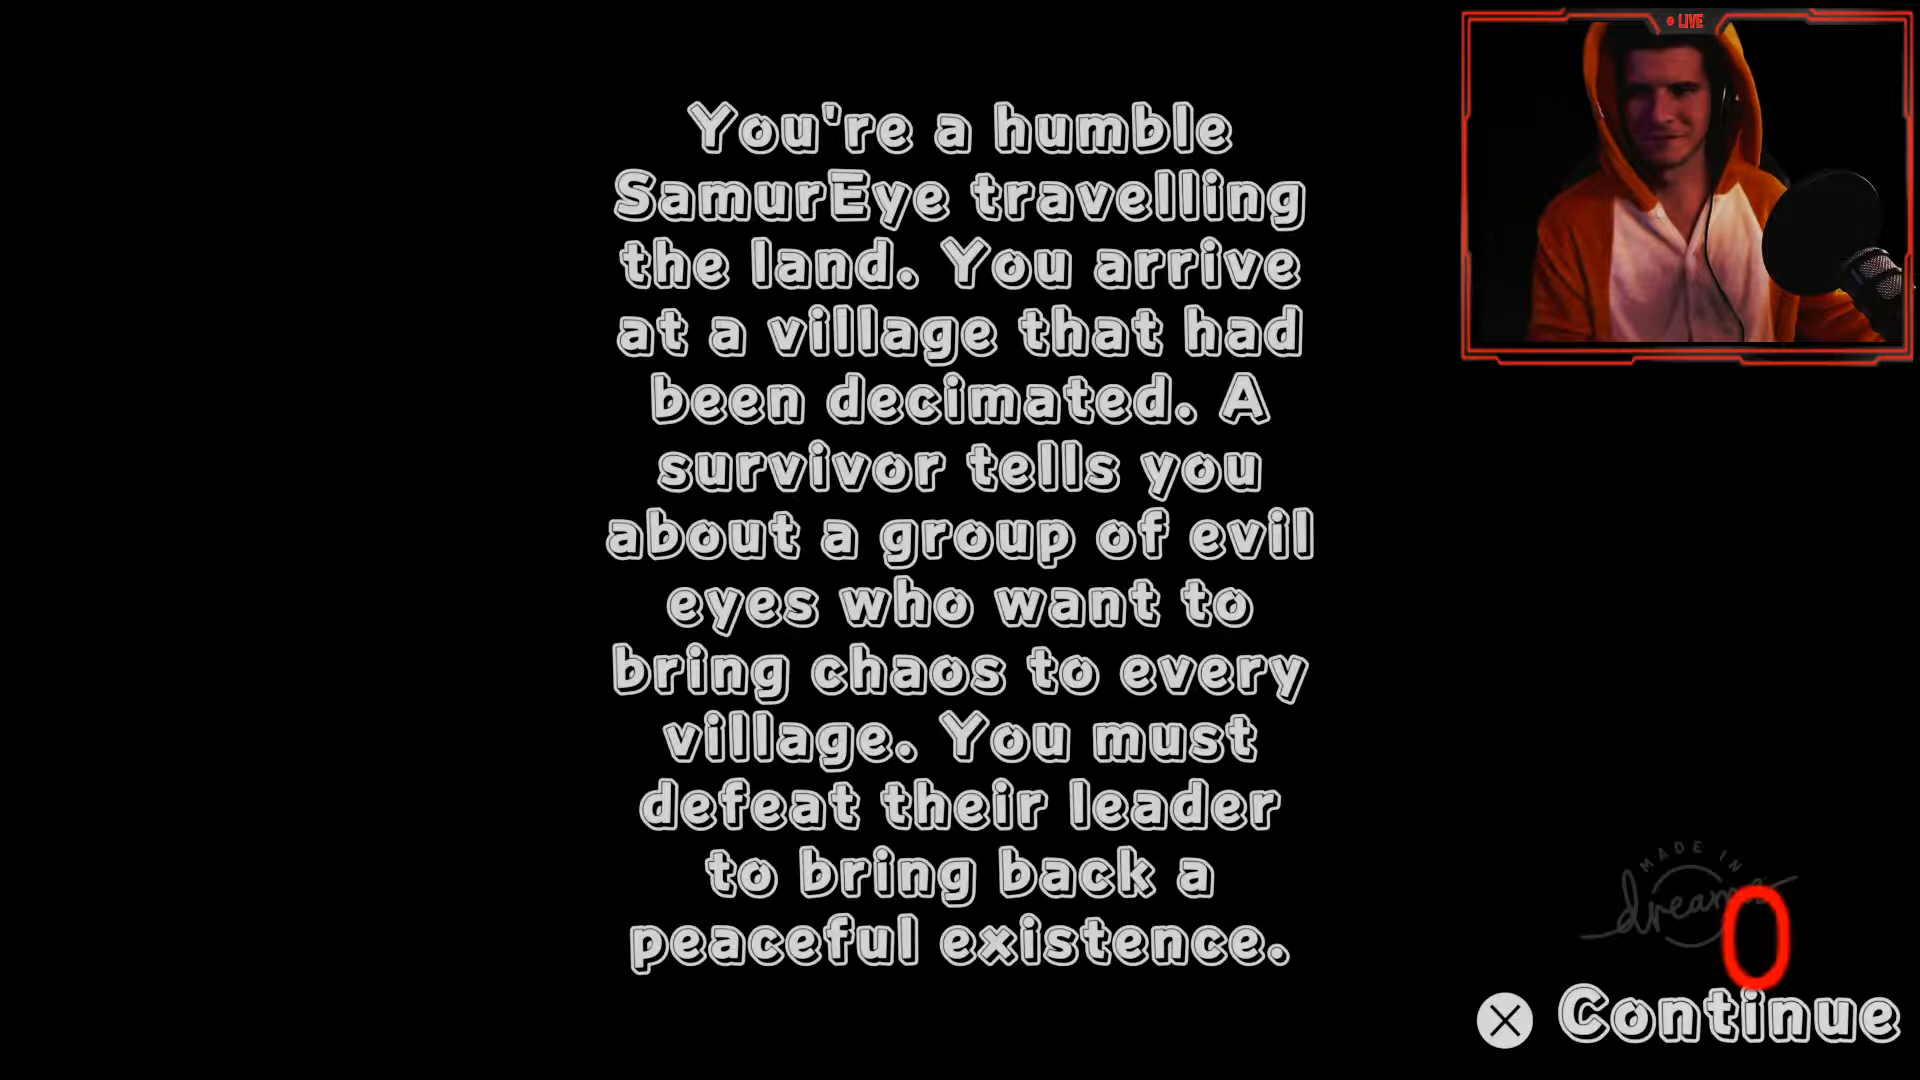 LIVE
You're a humble
SamurEye travelling
the land. You arrive
at a village that had
been decimated. A
survivor tells you
about a group of evil
eyes who want to
bring chaos to every
village. You must
defeat their leader
to bring back a
peaceful existence.
MADE IN
dreams
0
Continue